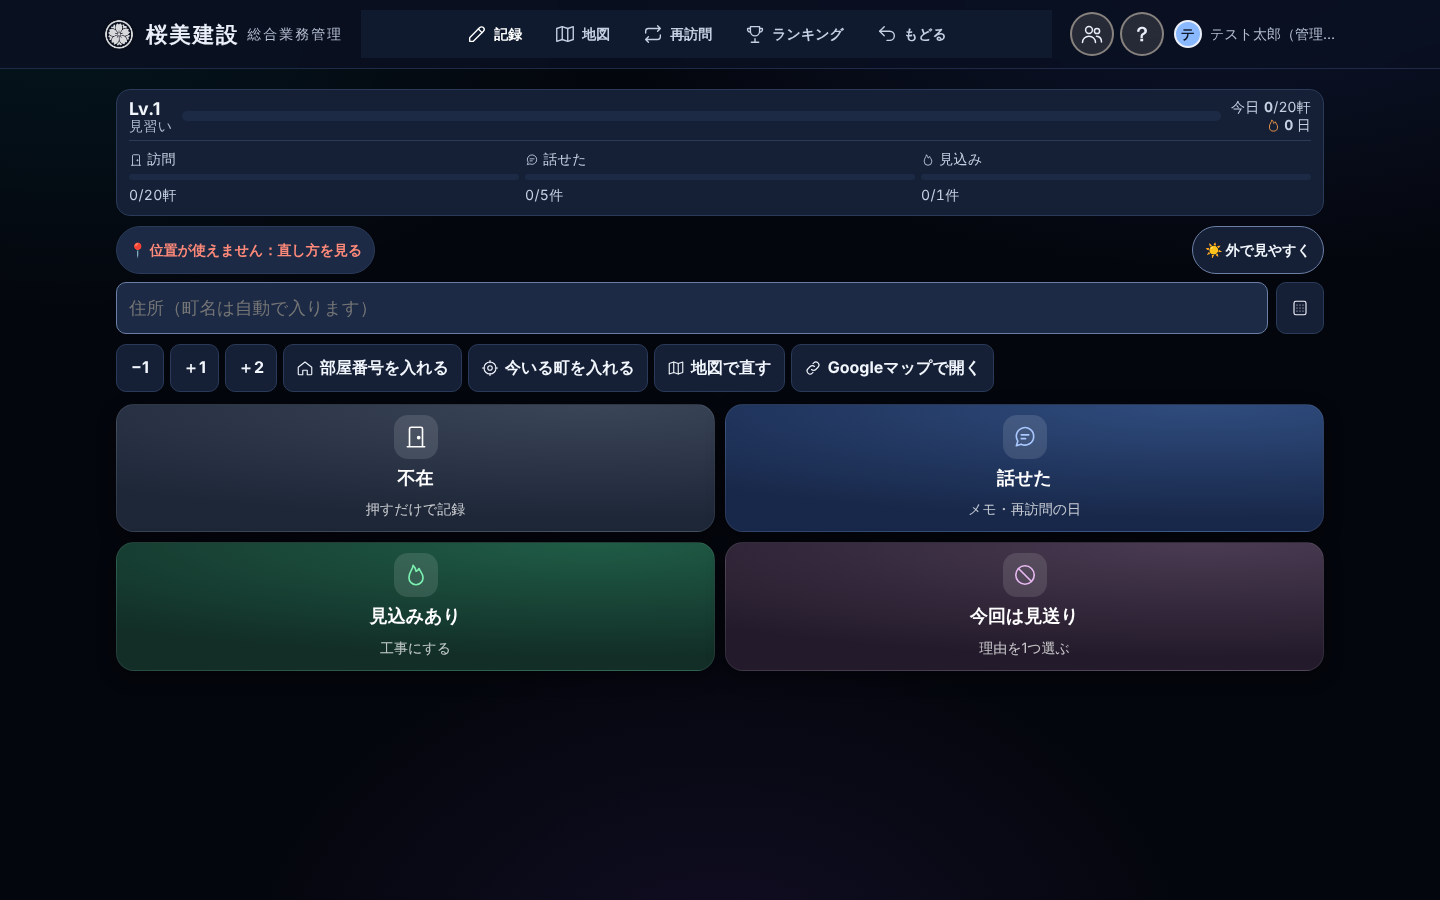 桜美建設 総合業務管理 記録 地図 再訪問 ランキング もどる ? テ テスト太郎（管理...
Lv.1 今日 0/20軒
見習い 0 日
訪問 話せた 見込み
0/20軒 0/5件 0/1件
📍位置が使えません：直し方を見る ☀️外で見やすく
住所（町名は自動で入ります）
−1 ＋1 ＋2 部屋番号を入れる 今いる町を入れる 地図で直す Googleマップで開く
不在 話せた
押すだけで記録 メモ・再訪問の日
見込みあり 今回は見送り
工事にする 理由を1つ選ぶ